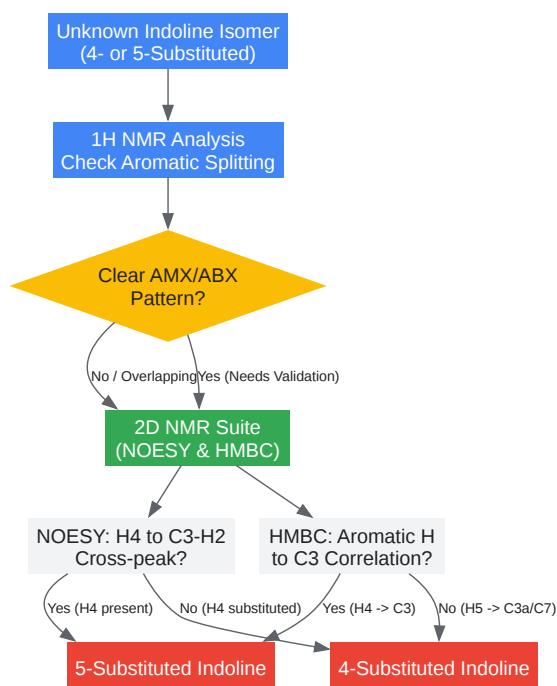 Unknown Indoline Isomer
(4- or 5-Substituted)
1H NMR Analysis
Check Aromatic Splitting
Clear AMX/ABX
Pattern?
No / Overlapping
Yes (Needs Validation)
2D NMR Suite
(NOESY & HMBC)
NOESY: H4 to C3-H2
Cross-peak?
HMBC: Aromatic H
to C3 Correlation?
Yes (H4 present)
No (H4 substituted)
Yes (H4 -> C3)
No (H5 -> C3a/C7)
5-Substituted Indoline
4-Substituted Indoline